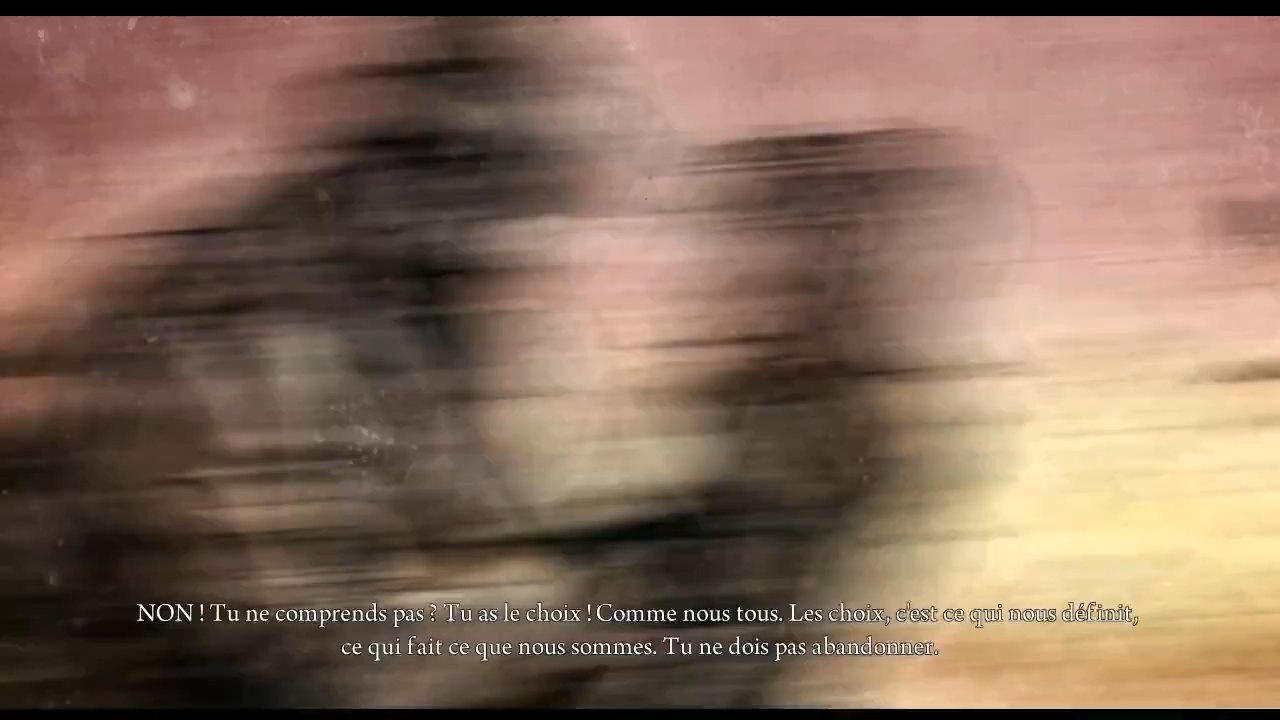 NON ! Tu ne comprends pas ? Tu as le choix ! Comme nous tous. Les choix, c'est ce qui nous définit,
ce qui fait ce que nous sommes. Tu ne dois pas abandonner.